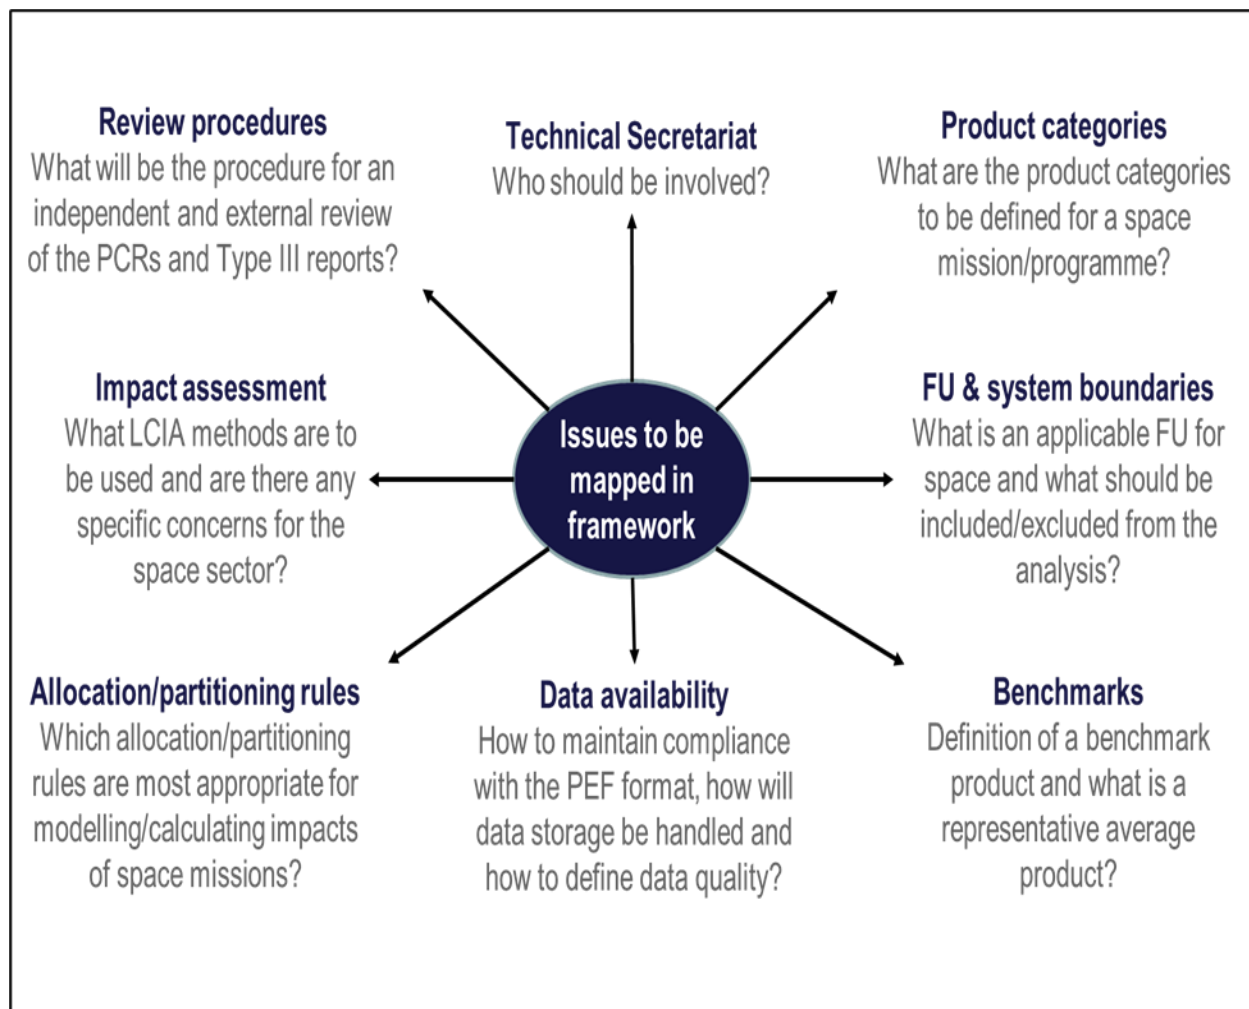 Review procedures
What will be the procedure for an
independent and external review
of the PCRs and Type III reports?
Technical Secretariat
Who should be involved?
Product categories
What are the product categories
to be defined for a space
mission/programme?
Impact assessment
What LCIA methods are to
be used and are there any
specific concerns for the
space sector?
Issues to be
mapped in
framework
FU & system boundaries
What is an applicable FU for
space and what should be
included/excluded from the
analysis?
Allocation/partitioning rules
Which allocation/partitioning
rules are most appropriate for
modelling/calculating impacts
of space missions?
Data availability
How to maintain compliance
with the PEF format, how will
data storage be handled and
how to define data quality?
Benchmarks
Definition of a benchmark
product and what is a
representative average
product?